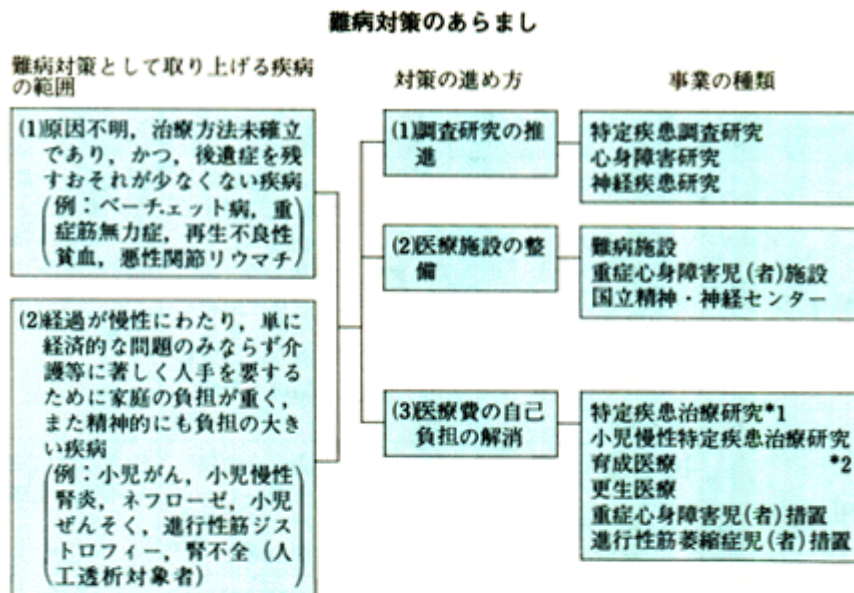 難病対策のあらまし
難病対策として取り上げる疾病
の範囲
(1)原因不明，治療方法未確立
であり，かつ，後遺症を残
すおそれが少なくない疾病
(例：ベーチェット病，重
症筋無力症，再生不良性
貧血，悪性関節リウマチ)
(2)経過が慢性にわたり，単に
経済的な問題のみならず介
護等に著しく人手を要する
ために家庭の負担が重く，
また精神的にも負担の大き
い疾病
(例：小児がん，小児慢性
腎炎，ネフローゼ，小児
ぜんそく，進行性筋ジス
トロフィー，腎不全（人
工透析対象者）)
対策の進め方
(1)調査研究の推
進
(2)医療施設の整
備
(3)医療費の自己
負担の解消
事業の種類
特定疾患調査研究
心身障害研究
神経疾患研究
難病施設
重症心身障害児(者)施設
国立精神・神経センター
特定疾患治療研究*1
小児慢性特定疾患治療研究
育成医療 *2
更生医療
重症心身障害児(者)措置
進行性筋萎縮症児(者)措置